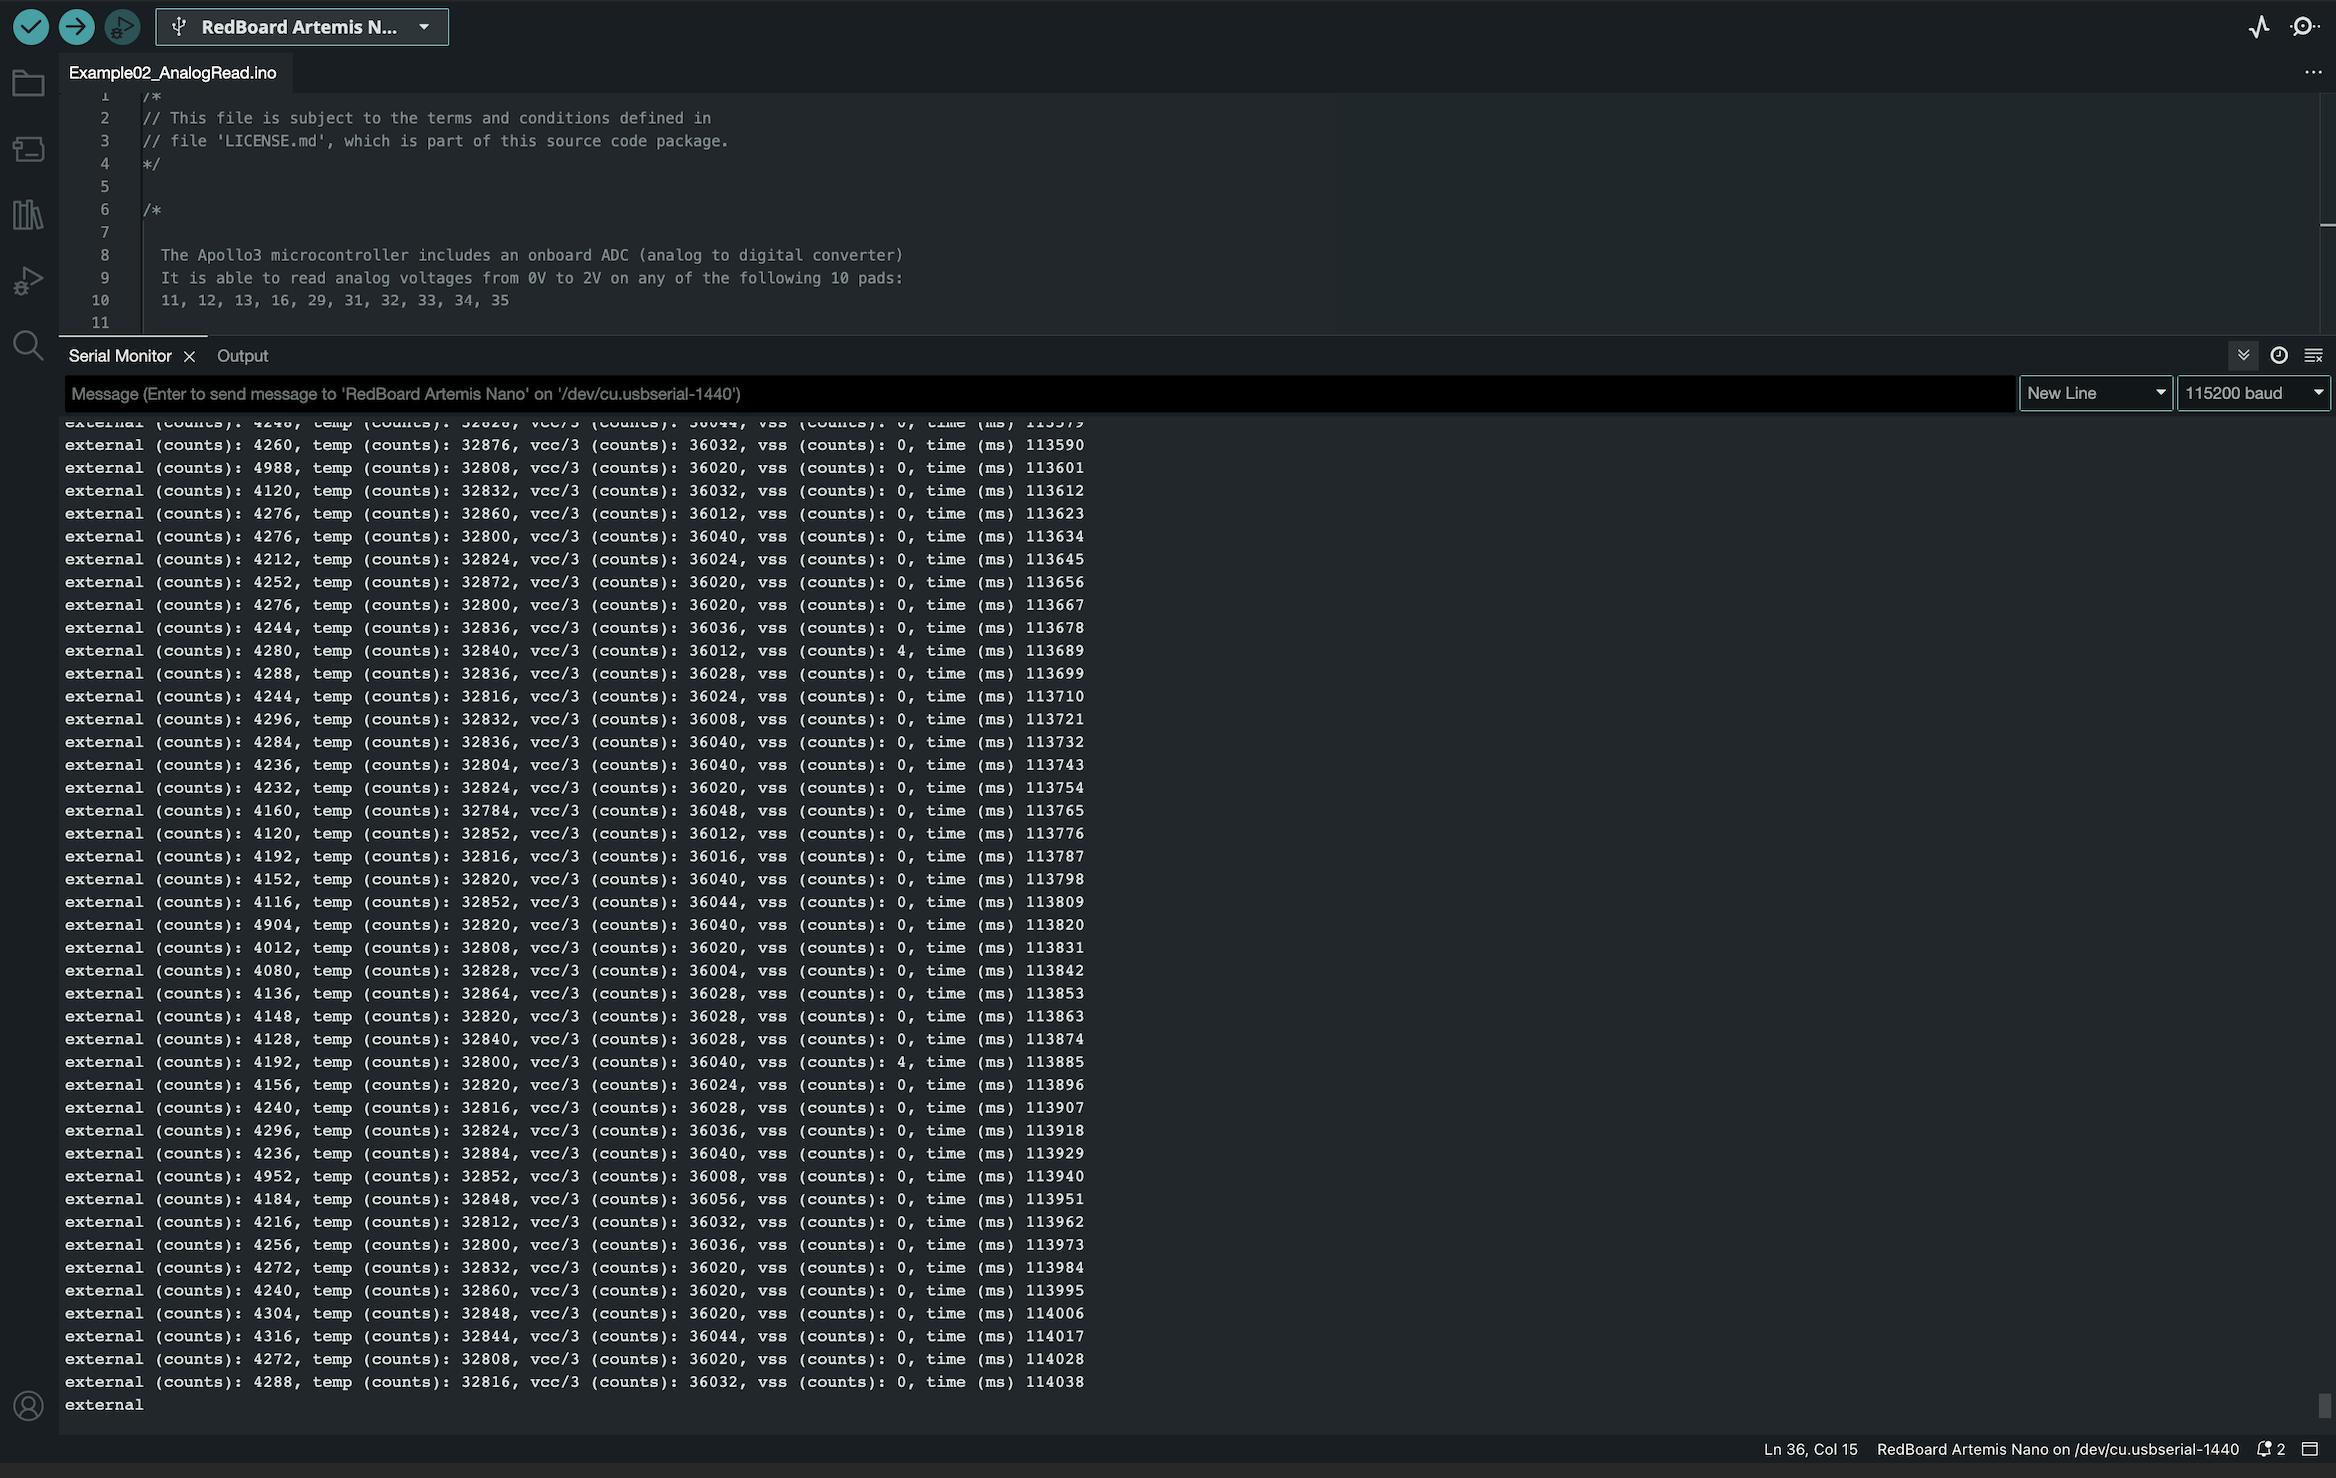 RedBoard Artemis N...
Example02_AnalogRead.ino
1 /*
2 // This file is subject to the terms and conditions defined in
3 // file 'LICENSE.md', which is part of this source code package.
4 */
5
6 /*
7
8 The Apollo3 microcontroller includes an onboard ADC (analog to digital converter)
9 It is able to read analog voltages from 0V to 2V on any of the following 10 pads:
10 11, 12, 13, 16, 29, 31, 32, 33, 34, 35
11
Serial Monitor × Output
Message (Enter to send message to 'RedBoard Artemis Nano' on '/dev/cu.usbserial-1440') New Line 115200 baud
external (counts): 4248, temp (counts): 32828, vcc/3 (counts): 36044, vss (counts): 0, time (ms) 113579
external (counts): 4260, temp (counts): 32876, vcc/3 (counts): 36032, vss (counts): 0, time (ms) 113590
external (counts): 4988, temp (counts): 32808, vcc/3 (counts): 36020, vss (counts): 0, time (ms) 113601
external (counts): 4120, temp (counts): 32832, vcc/3 (counts): 36032, vss (counts): 0, time (ms) 113612
external (counts): 4276, temp (counts): 32860, vcc/3 (counts): 36012, vss (counts): 0, time (ms) 113623
external (counts): 4276, temp (counts): 32800, vcc/3 (counts): 36040, vss (counts): 0, time (ms) 113634
external (counts): 4212, temp (counts): 32824, vcc/3 (counts): 36024, vss (counts): 0, time (ms) 113645
external (counts): 4252, temp (counts): 32872, vcc/3 (counts): 36020, vss (counts): 0, time (ms) 113656
external (counts): 4276, temp (counts): 32800, vcc/3 (counts): 36020, vss (counts): 0, time (ms) 113667
external (counts): 4244, temp (counts): 32836, vcc/3 (counts): 36036, vss (counts): 0, time (ms) 113678
external (counts): 4280, temp (counts): 32840, vcc/3 (counts): 36012, vss (counts): 4, time (ms) 113689
external (counts): 4288, temp (counts): 32836, vcc/3 (counts): 36028, vss (counts): 0, time (ms) 113699
external (counts): 4244, temp (counts): 32816, vcc/3 (counts): 36024, vss (counts): 0, time (ms) 113710
external (counts): 4296, temp (counts): 32832, vcc/3 (counts): 36008, vss (counts): 0, time (ms) 113721
external (counts): 4284, temp (counts): 32836, vcc/3 (counts): 36040, vss (counts): 0, time (ms) 113732
external (counts): 4236, temp (counts): 32804, vcc/3 (counts): 36040, vss (counts): 0, time (ms) 113743
external (counts): 4232, temp (counts): 32824, vcc/3 (counts): 36020, vss (counts): 0, time (ms) 113754
external (counts): 4160, temp (counts): 32784, vcc/3 (counts): 36048, vss (counts): 0, time (ms) 113765
external (counts): 4120, temp (counts): 32852, vcc/3 (counts): 36012, vss (counts): 0, time (ms) 113776
external (counts): 4192, temp (counts): 32816, vcc/3 (counts): 36016, vss (counts): 0, time (ms) 113787
external (counts): 4152, temp (counts): 32820, vcc/3 (counts): 36040, vss (counts): 0, time (ms) 113798
external (counts): 4116, temp (counts): 32852, vcc/3 (counts): 36044, vss (counts): 0, time (ms) 113809
external (counts): 4904, temp (counts): 32820, vcc/3 (counts): 36040, vss (counts): 0, time (ms) 113820
external (counts): 4012, temp (counts): 32808, vcc/3 (counts): 36020, vss (counts): 0, time (ms) 113831
external (counts): 4080, temp (counts): 32828, vcc/3 (counts): 36004, vss (counts): 0, time (ms) 113842
external (counts): 4136, temp (counts): 32864, vcc/3 (counts): 36028, vss (counts): 0, time (ms) 113853
external (counts): 4148, temp (counts): 32820, vcc/3 (counts): 36028, vss (counts): 0, time (ms) 113863
external (counts): 4128, temp (counts): 32840, vcc/3 (counts): 36028, vss (counts): 0, time (ms) 113874
external (counts): 4192, temp (counts): 32800, vcc/3 (counts): 36040, vss (counts): 4, time (ms) 113885
external (counts): 4156, temp (counts): 32820, vcc/3 (counts): 36024, vss (counts): 0, time (ms) 113896
external (counts): 4240, temp (counts): 32816, vcc/3 (counts): 36028, vss (counts): 0, time (ms) 113907
external (counts): 4296, temp (counts): 32824, vcc/3 (counts): 36036, vss (counts): 0, time (ms) 113918
external (counts): 4236, temp (counts): 32884, vcc/3 (counts): 36040, vss (counts): 0, time (ms) 113929
external (counts): 4952, temp (counts): 32852, vcc/3 (counts): 36008, vss (counts): 0, time (ms) 113940
external (counts): 4184, temp (counts): 32848, vcc/3 (counts): 36056, vss (counts): 0, time (ms) 113951
external (counts): 4216, temp (counts): 32812, vcc/3 (counts): 36032, vss (counts): 0, time (ms) 113962
external (counts): 4256, temp (counts): 32800, vcc/3 (counts): 36036, vss (counts): 0, time (ms) 113973
external (counts): 4272, temp (counts): 32832, vcc/3 (counts): 36020, vss (counts): 0, time (ms) 113984
external (counts): 4240, temp (counts): 32860, vcc/3 (counts): 36020, vss (counts): 0, time (ms) 113995
external (counts): 4304, temp (counts): 32848, vcc/3 (counts): 36020, vss (counts): 0, time (ms) 114006
external (counts): 4316, temp (counts): 32844, vcc/3 (counts): 36044, vss (counts): 0, time (ms) 114017
external (counts): 4272, temp (counts): 32808, vcc/3 (counts): 36020, vss (counts): 0, time (ms) 114028
external (counts): 4288, temp (counts): 32816, vcc/3 (counts): 36032, vss (counts): 0, time (ms) 114038
external
Ln 36, Col 15 RedBoard Artemis Nano on /dev/cu.usbserial-1440 2